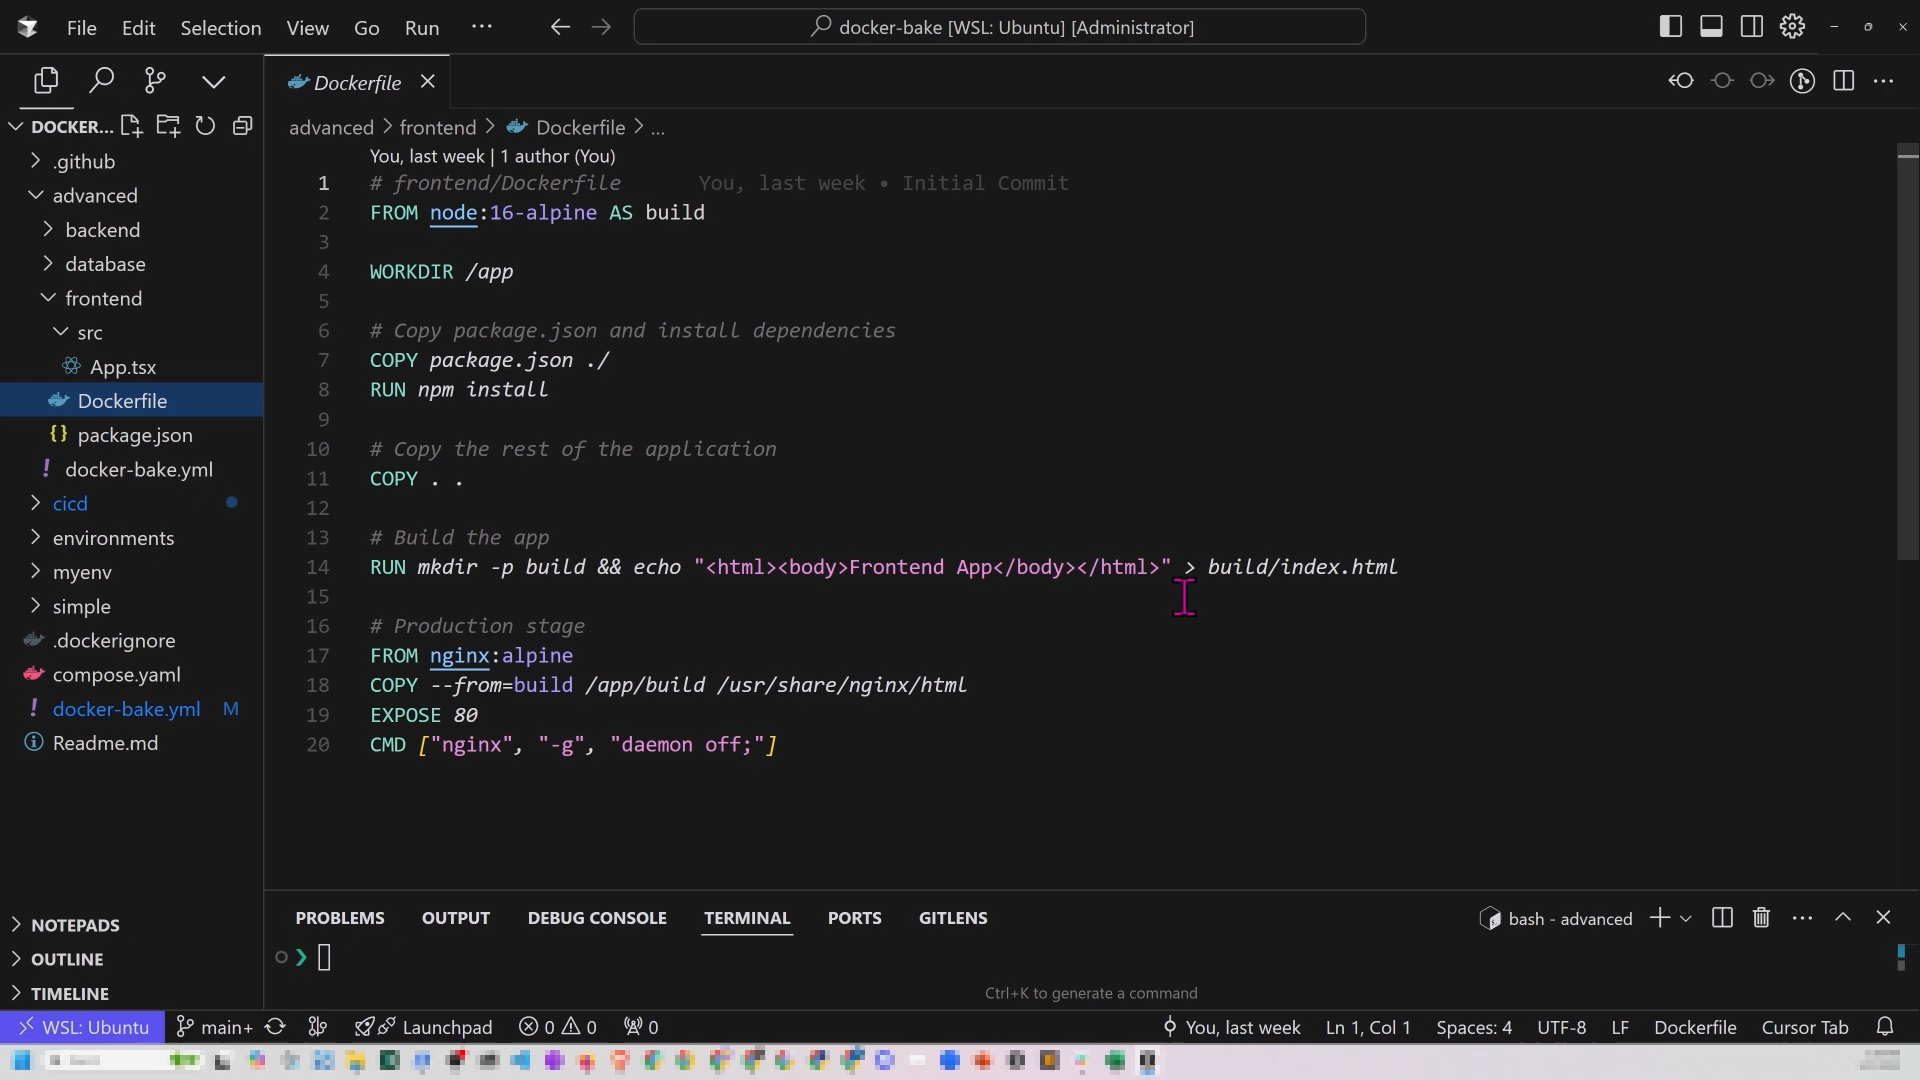 File Edit Selection View Go Run ···
docker-bake [WSL: Ubuntu] [Administrator]
DOCKER...
.github
advanced
backend
database
frontend
src
App.tsx
Dockerfile
package.json
docker-bake.yml
cicd
environments
myenv
simple
.dockerignore
compose.yaml
docker-bake.yml M
Readme.md
NOTEPADS
OUTLINE
TIMELINE
Dockerfile
advanced > frontend > Dockerfile > ...
You, last week | 1 author (You)
1 # frontend/Dockerfile You, last week • Initial Commit
2 FROM node:16-alpine AS build
3
4 WORKDIR /app
5
6 # Copy package.json and install dependencies
7 COPY package.json ./
8 RUN npm install
9
10 # Copy the rest of the application
11 COPY . .
12
13 # Build the app
14 RUN mkdir -p build && echo "<html><body>Frontend App</body></html>" > build/index.html
15
16 # Production stage
17 FROM nginx:alpine
18 COPY --from=build /app/build /usr/share/nginx/html
19 EXPOSE 80
20 CMD ["nginx", "-g", "daemon off;"]
PROBLEMS OUTPUT DEBUG CONSOLE TERMINAL PORTS GITLENS
bash - advanced
Ctrl+K to generate a command
WSL: Ubuntu main+ Launchpad 0 0 0
You, last week Ln 1, Col 1 Spaces: 4 UTF-8 LF Dockerfile Cursor Tab